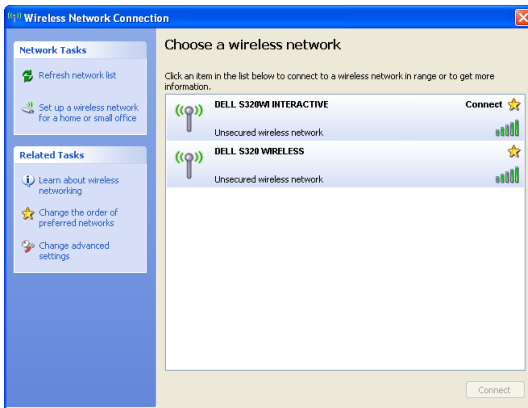 Wireless Network Connection
Network Tasks
Refresh network list
Set up a wireless network
for a home or small office
Related Tasks
Learn about wireless
networking
Change the order of
preferred networks
Change advanced
settings
Choose a wireless network
Click an item in the list below to connect to a wireless network in range or to get more
information.
DELL S320WI INTERACTIVE
Connect
Unsecured wireless network
DELL S320 WIRELESS
Unsecured wireless network
Connect